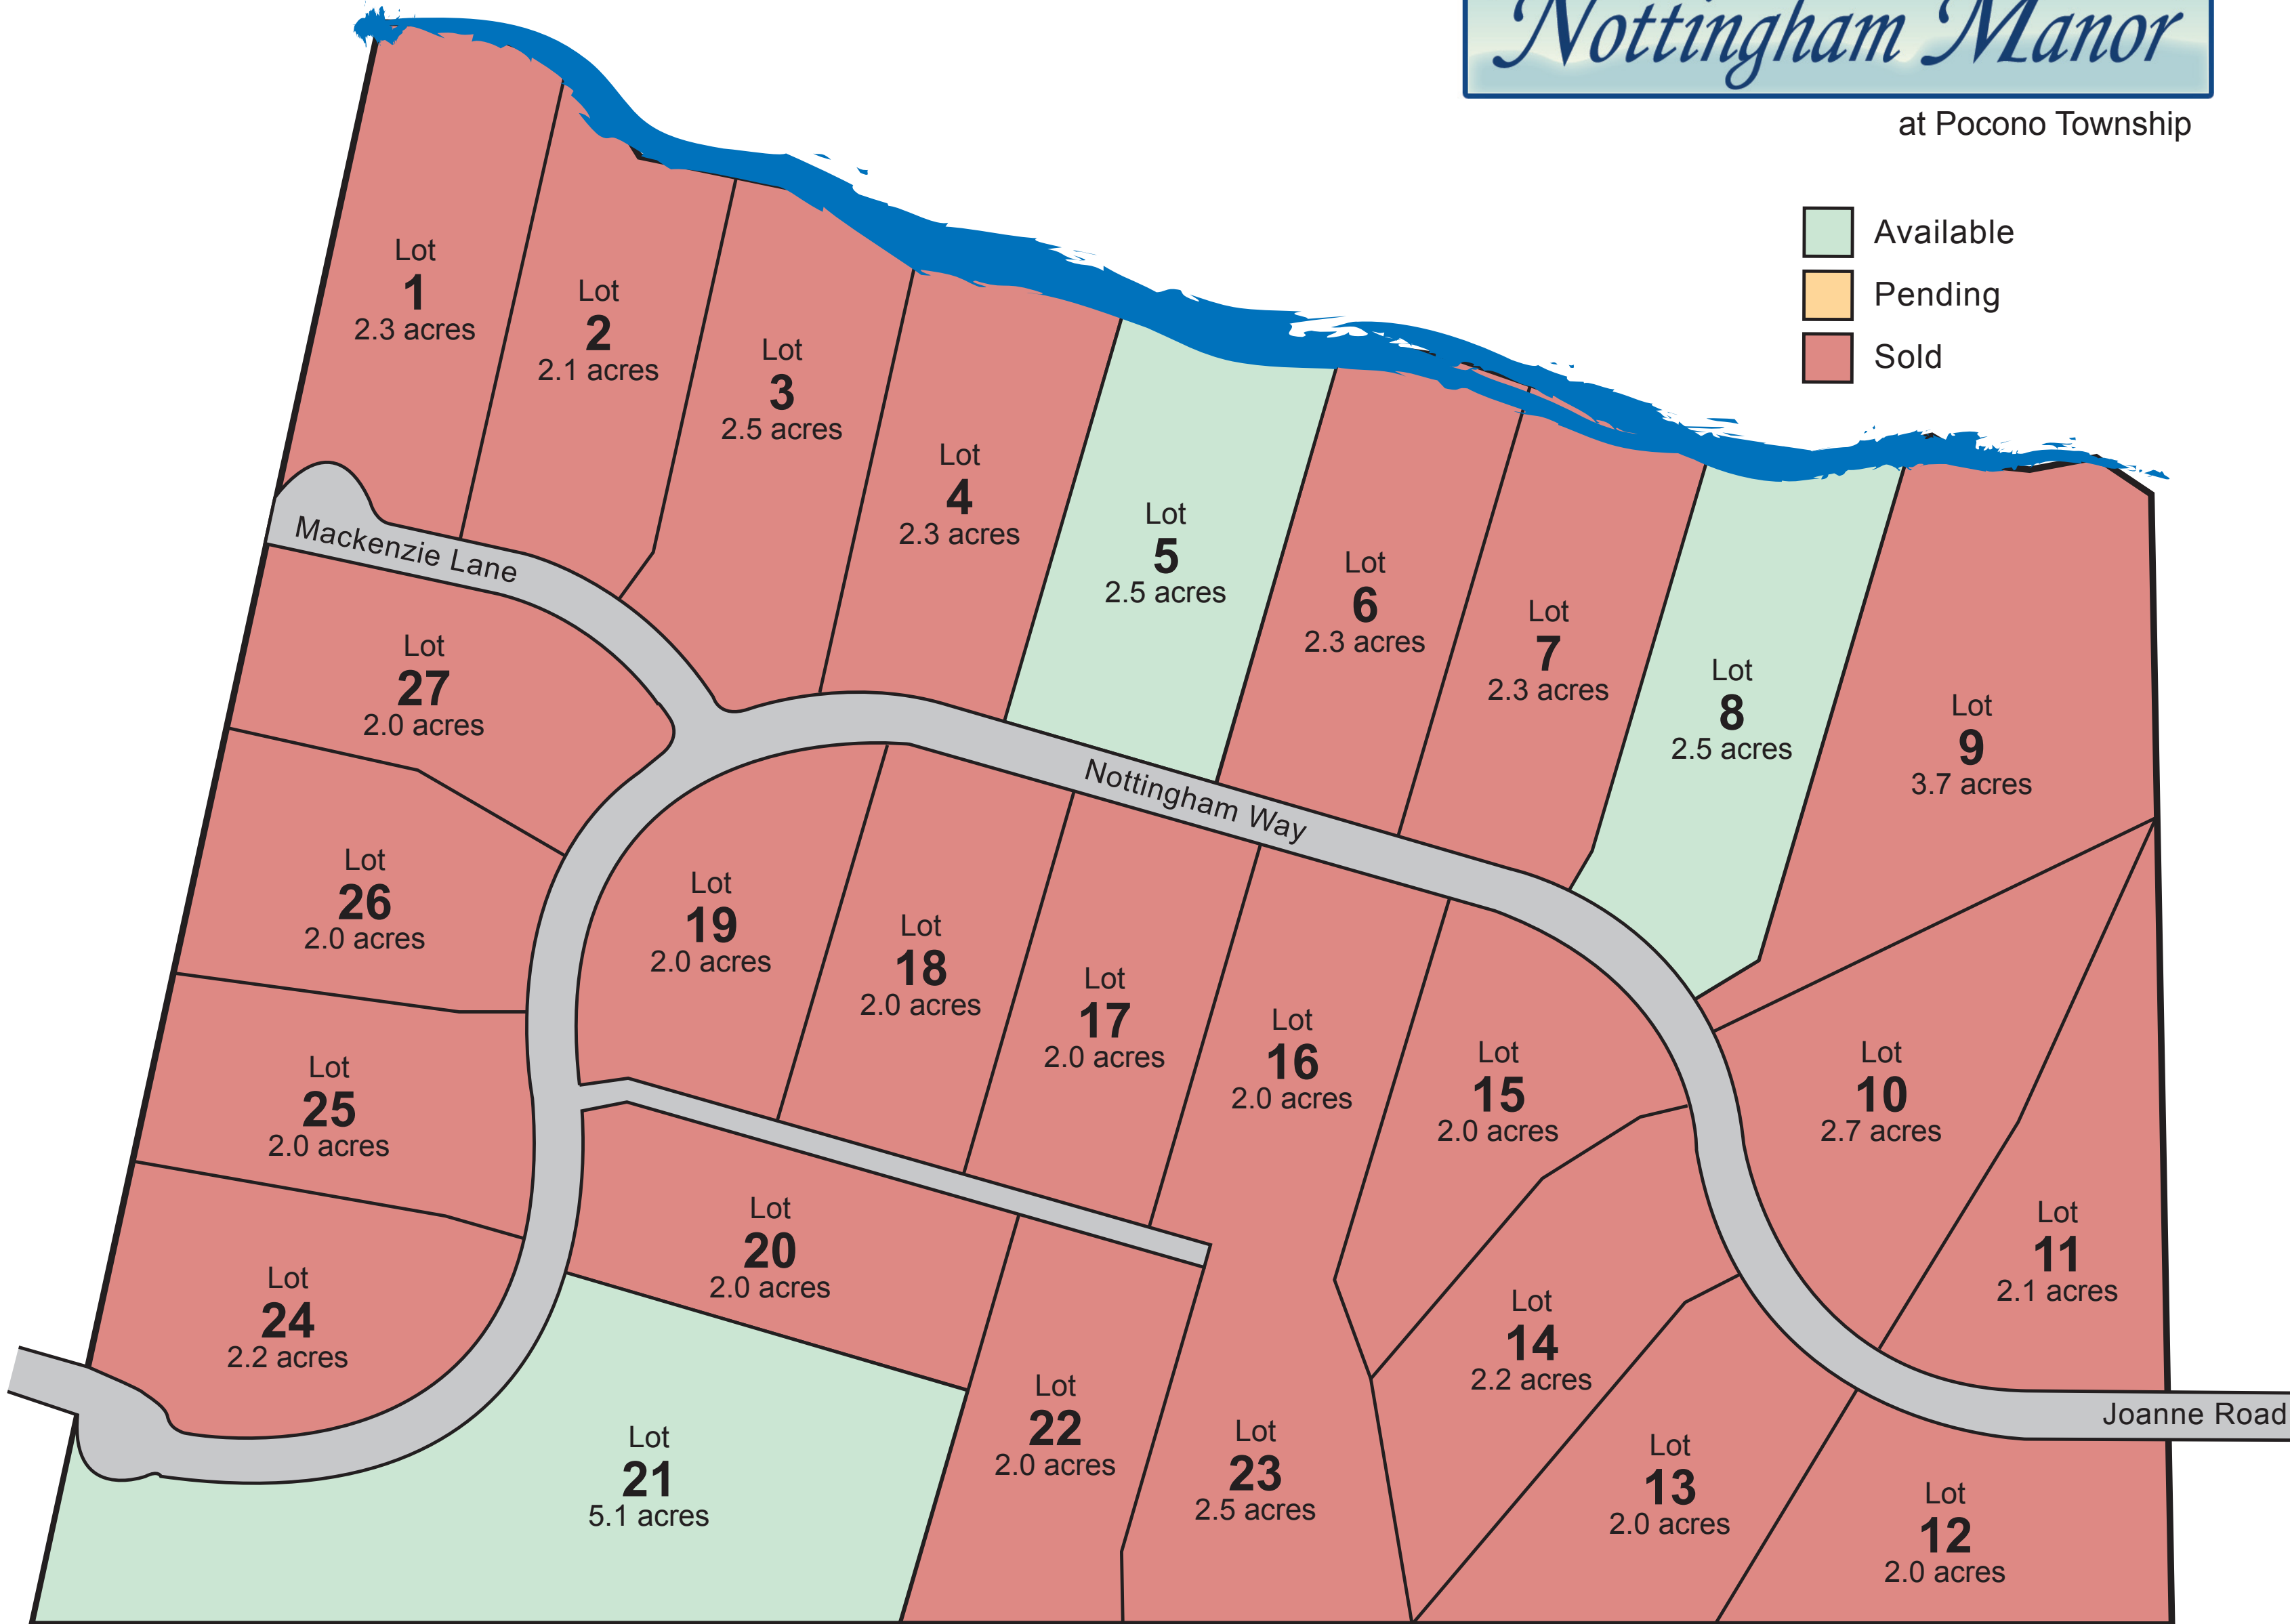 Nottingham Manor
at Pocono Township
Available
Pending
Sold
Lot
1
2.3 acres
Lot
2
2.1 acres
Lot
3
2.5 acres
Lot
4
2.3 acres
Lot
5
2.5 acres
Lot
6
2.3 acres
Lot
7
2.3 acres
Lot
8
2.5 acres
Lot
9
3.7 acres
Mackenzie Lane
Nottingham Way
Lot
27
2.0 acres
Lot
26
2.0 acres
Lot
19
2.0 acres
Lot
18
2.0 acres
Lot
17
2.0 acres
Lot
16
2.0 acres
Lot
15
2.0 acres
Lot
10
2.7 acres
Lot
25
2.0 acres
Lot
20
2.0 acres
Lot
11
2.1 acres
Lot
24
2.2 acres
Lot
14
2.2 acres
Lot
21
5.1 acres
Lot
22
2.0 acres
Lot
23
2.5 acres
Lot
13
2.0 acres
Lot
12
2.0 acres
Joanne Road